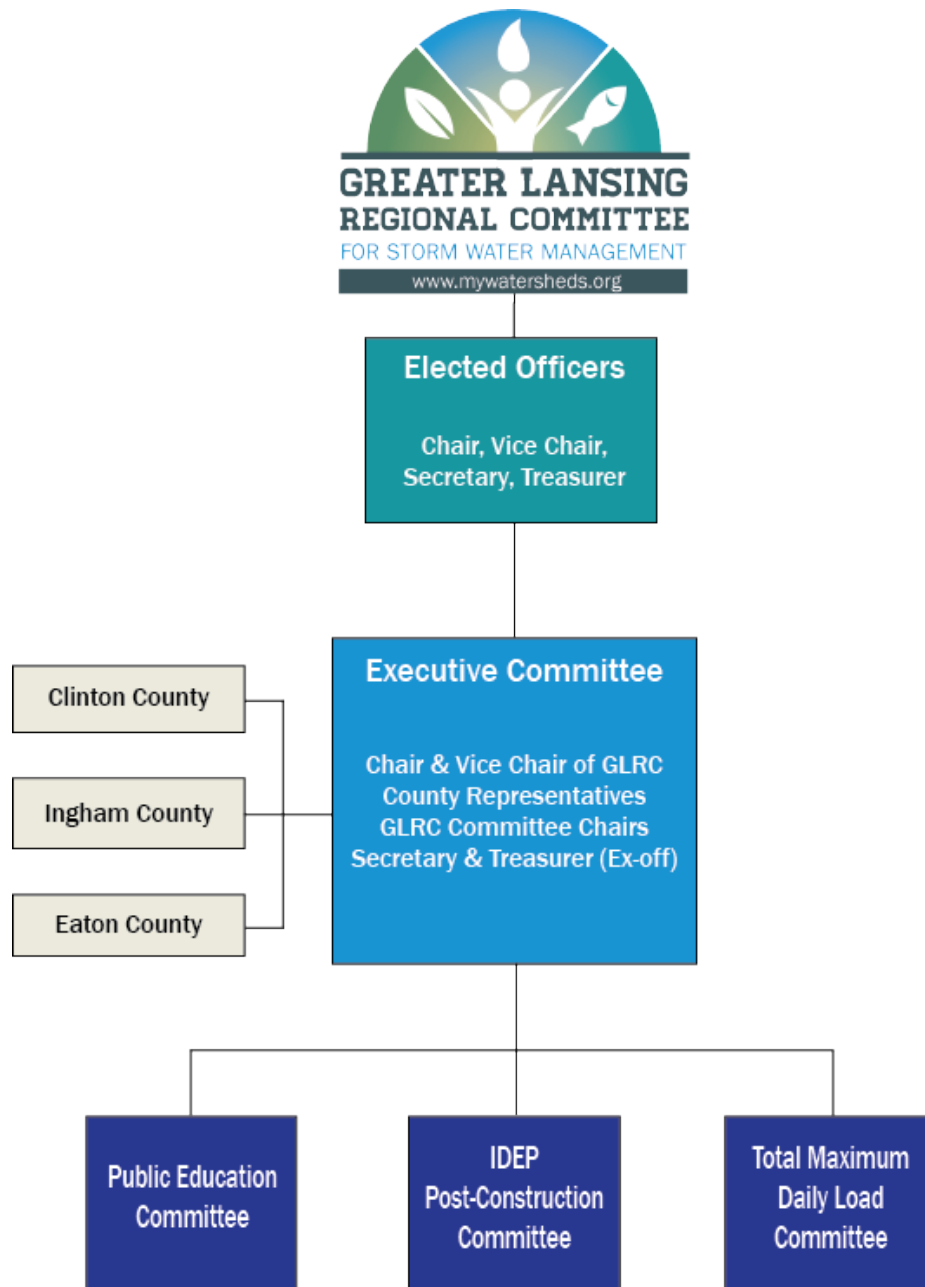 GREATER LANSING
REGIONAL COMMITTEE
FOR STORM WATER MANAGEMENT
www.mywatersheds.org
Elected Officers
Chair, Vice Chair,
Secretary, Treasurer
Executive Committee
Chair & Vice Chair of GLRC
County Representatives
GLRC Committee Chairs
Secretary & Treasurer (Ex-off)
Clinton County
Ingham County
Eaton County
Public Education
Committee
IDEP
Post-Construction
Committee
Total Maximum
Daily Load
Committee